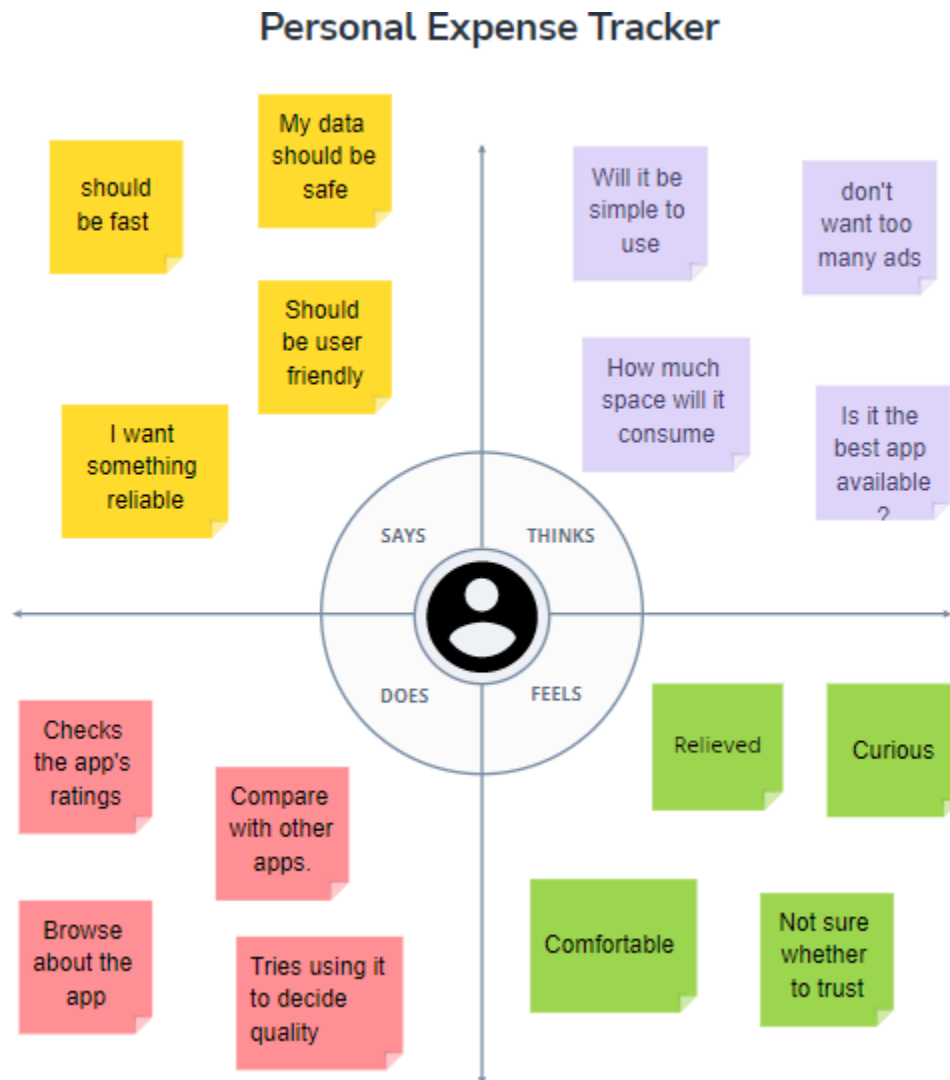 Personal Expense Tracker
should
be fast
My data
should be
safe
Should
be user
friendly
I want
something
reliable
Will it be
simple to
use
don't
want too
many ads
How much
space will it
consume
Is it the
best app
available
?
SAYS
THINKS
DOES
FEELS
Checks
the app's
ratings
Compare
with other
apps.
Browse
about the
app
Tries using it
to decide
quality
Relieved
Curious
Comfortable
Not sure
whether
to trust